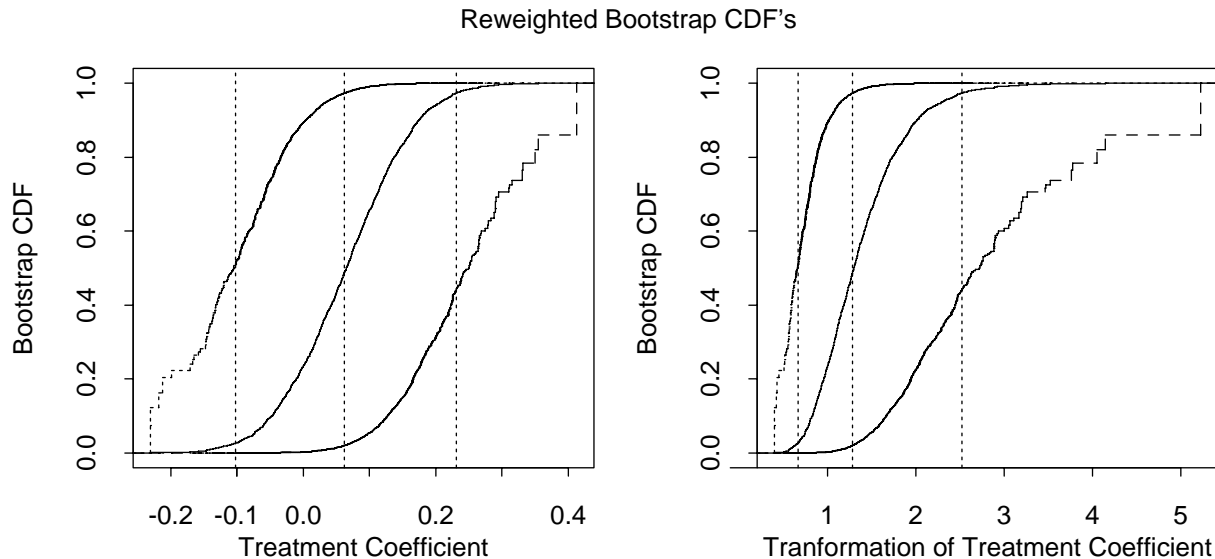 Reweighted Bootstrap CDF's
Bootstrap CDF
0.0 0.2 0.4 0.6 0.8 1.0
-0.2 -0.1 0.0 0.2 0.4
Treatment Coefficient
Bootstrap CDF
0.0 0.2 0.4 0.6 0.8 1.0
1 2 3 4 5
Tranformation of Treatment Coefficient